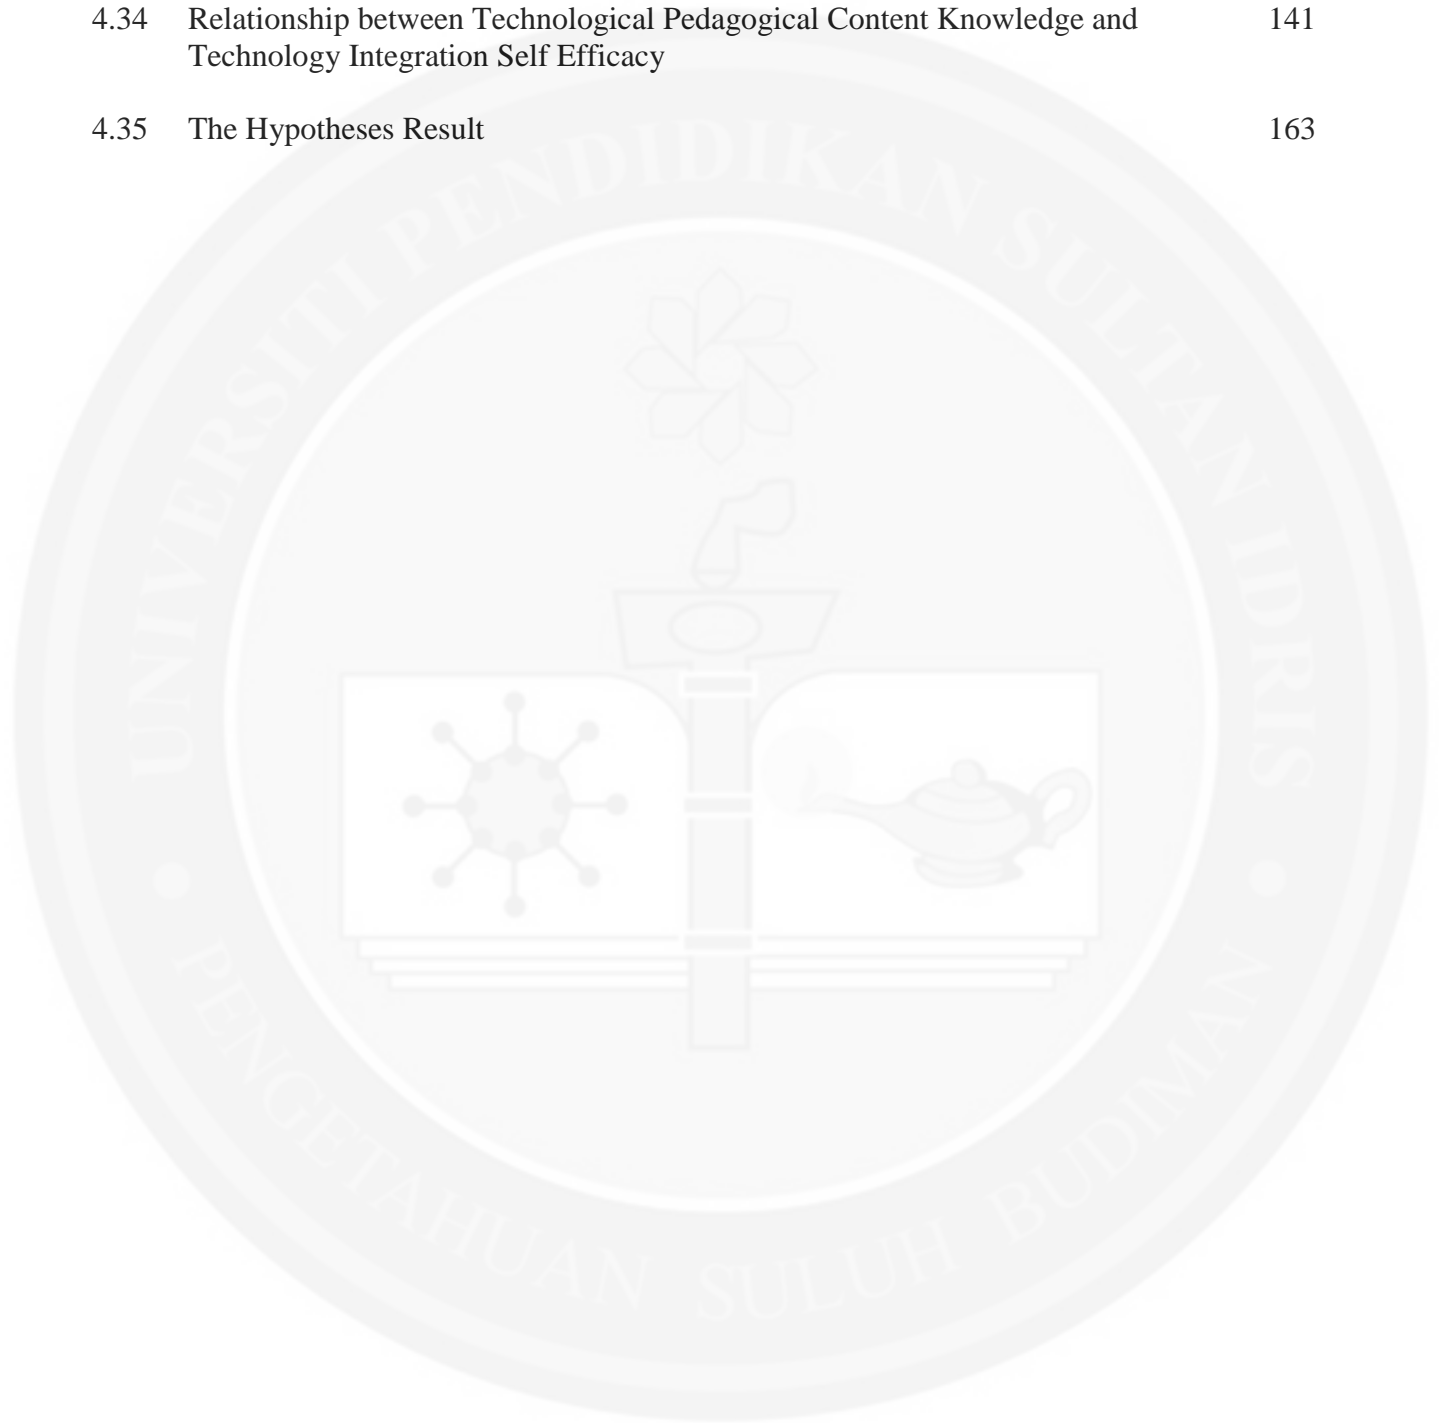 4.34 Relationship between Technological Pedagogical Content Knowledge and 141
Technology Integration Self Efficacy
4.35 The Hypotheses Result 163
UNIVERSITI PENDIDIKAN SULTAN IDRIS
PENGETAHUAN SULUH BUDIMAN